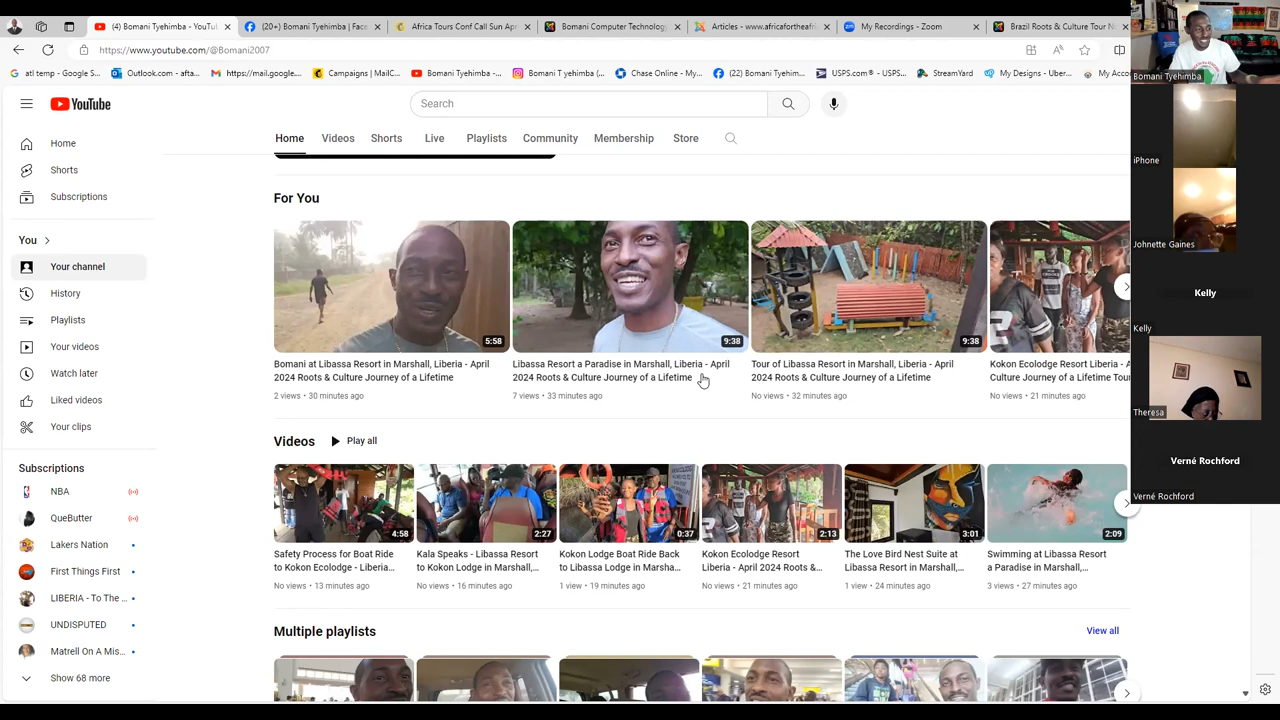 (4) Bomani Tyehimba - YouTu
(20+) Bomani Tyehimba | Fac
Africa Tours Conf Call Sun Ap
Bomani Computer Technolog
Articles - www.africafortheafri
My Recordings - Zoom
Brazil Roots & Culture Tour N
https://www.youtube.com/@Bomani2007
atl temp - Google S...
Outlook.com - afta...
https://mail.google...
Campaigns | MailC...
Bomani Tyehimba -...
Bomani T yehimba (...
Chase Online - My...
(22) Bomani Tyehim...
USPS.com® - USPS...
StreamYard
My Designs - Uber...
My Acco
YouTube
Search
Home
Videos
Shorts
Live
Playlists
Community
Membership
Store
Home
Shorts
Subscriptions
You
Your channel
History
Playlists
Your videos
Watch later
Liked videos
Your clips
Subscriptions
NBA
QueButter
Lakers Nation
First Things First
LIBERIA - To The ...
UNDISPUTED
Matrell On A Mis...
Show 68 more
For You
5:58
Bomani at Libassa Resort in Marshall, Liberia - April
2024 Roots & Culture Journey of a Lifetime
2 views • 30 minutes ago
9:38
Libassa Resort a Paradise in Marshall, Liberia - April
2024 Roots & Culture Journey of a Lifetime
7 views • 33 minutes ago
9:38
Tour of Libassa Resort in Marshall, Liberia - April
2024 Roots & Culture Journey of a Lifetime
No views • 32 minutes ago
Kokon Ecolodge Resort Liberia -
Culture Journey of a Lifetime Tour
No views • 21 minutes ago
Videos
Play all
4:58
Safety Process for Boat Ride
to Kokon Ecolodge - Liberia...
No views • 13 minutes ago
2:27
Kala Speaks - Libassa Resort
to Kokon Lodge in Marshall,...
No views • 16 minutes ago
0:37
Kokon Lodge Boat Ride Back
to Libassa Lodge in Marsha...
1 view • 19 minutes ago
2:13
Kokon Ecolodge Resort
Liberia - April 2024 Roots &...
No views • 21 minutes ago
3:01
The Love Bird Nest Suite at
Libassa Resort in Marshall,...
1 view • 24 minutes ago
2:09
Swimming at Libassa Resort
a Paradise in Marshall,...
3 views • 27 minutes ago
Multiple playlists
View all
Bomani Tyehimba
iPhone
Johnette Gaines
Kelly
Kelly
Theresa
Verné Rochford
Verné Rochford